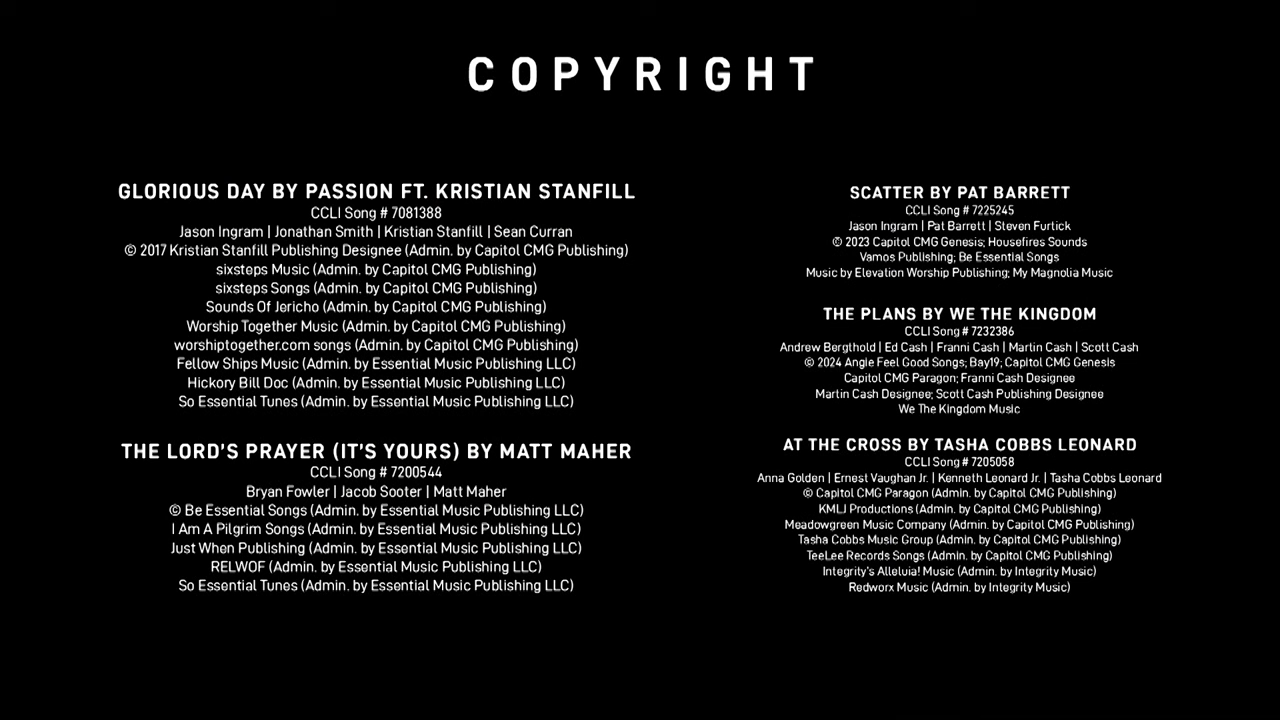 COPYRIGHT
GLORIOUS DAY BY PASSION FT. KRISTIAN STANFILL
CCLI Song # 7081388
Jason Ingram | Jonathan Smith | Kristian Stanfill | Sean Curran
© 2017 Kristian Stanfill Publishing Designee (Admin. by Capitol CMG Publishing)
sixsteps Music (Admin. by Capitol CMG Publishing)
sixsteps Songs (Admin. by Capitol CMG Publishing)
Sounds Of Jericho (Admin. by Capitol CMG Publishing)
Worship Together Music (Admin. by Capitol CMG Publishing)
worshiptogether.com songs (Admin. by Capitol CMG Publishing)
Fellow Ships Music (Admin. by Essential Music Publishing LLC)
Hickory Bill Doc (Admin. by Essential Music Publishing LLC)
So Essential Tunes (Admin. by Essential Music Publishing LLC)
THE LORD'S PRAYER (IT'S YOURS) BY MATT MAHER
CCLI Song # 7200544
Bryan Fowler | Jacob Sooter | Matt Maher
© Be Essential Songs (Admin. by Essential Music Publishing LLC)
I Am A Pilgrim Songs (Admin. by Essential Music Publishing LLC)
Just When Publishing (Admin. by Essential Music Publishing LLC)
RELWOF (Admin. by Essential Music Publishing LLC)
So Essential Tunes (Admin. by Essential Music Publishing LLC)
SCATTER BY PAT BARRETT
CCLI Song # 7225245
Jason Ingram | Pat Barrett | Steven Furtick
© 2023 Capitol CMG Genesis; Housefires Sounds
Vamos Publishing; Be Essential Songs
Music by Elevation Worship Publishing; My Magnolia Music
THE PLANS BY WE THE KINGDOM
CCLI Song # 7232386
Andrew Bergthold | Ed Cash | Franni Cash | Martin Cash | Scott Cash
© 2024 Angie Feel Good Songs; Bay19; Capitol CMG Genesis
Capitol CMG Paragon; Franni Cash Designee
Martin Cash Designee; Scott Cash Publishing Designee
We The Kingdom Music
AT THE CROSS BY TASHA COBBS LEONARD
CCLI Song # 7205058
Anna Golden | Ernest Vaughan Jr. | Kenneth Leonard Jr. | Tasha Cobbs Leonard
© Capitol CMG Paragon (Admin. by Capitol CMG Publishing)
KMLJ Productions (Admin. by Capitol CMG Publishing)
Meadowgreen Music Company (Admin. by Capitol CMG Publishing)
Tasha Cobbs Music Group (Admin. by Capitol CMG Publishing)
TeeLee Records Songs (Admin. by Capitol CMG Publishing)
Integrity's Alleluia! Music (Admin. by Integrity Music)
Redworx Music (Admin. by Integrity Music)